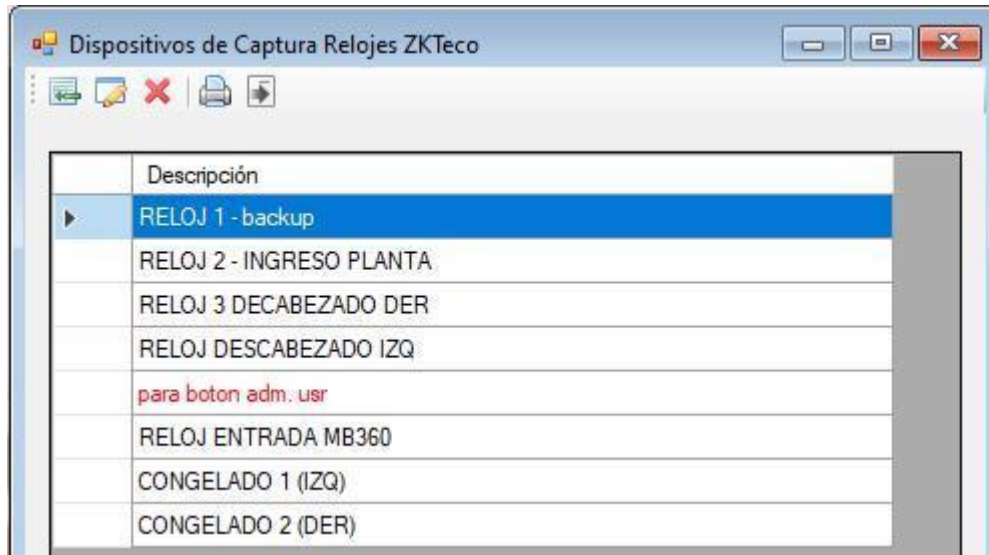 Dispositivos de Captura Relojes ZKTeco
Descripción
RELOJ 1 - backup
RELOJ 2 - INGRESO PLANTA
RELOJ 3 DECABEZADO DER
RELOJ DESCABEZADO IZQ
para boton adm. usr
RELOJ ENTRADA MB360
CONGELADO 1 (IZQ)
CONGELADO 2 (DER)